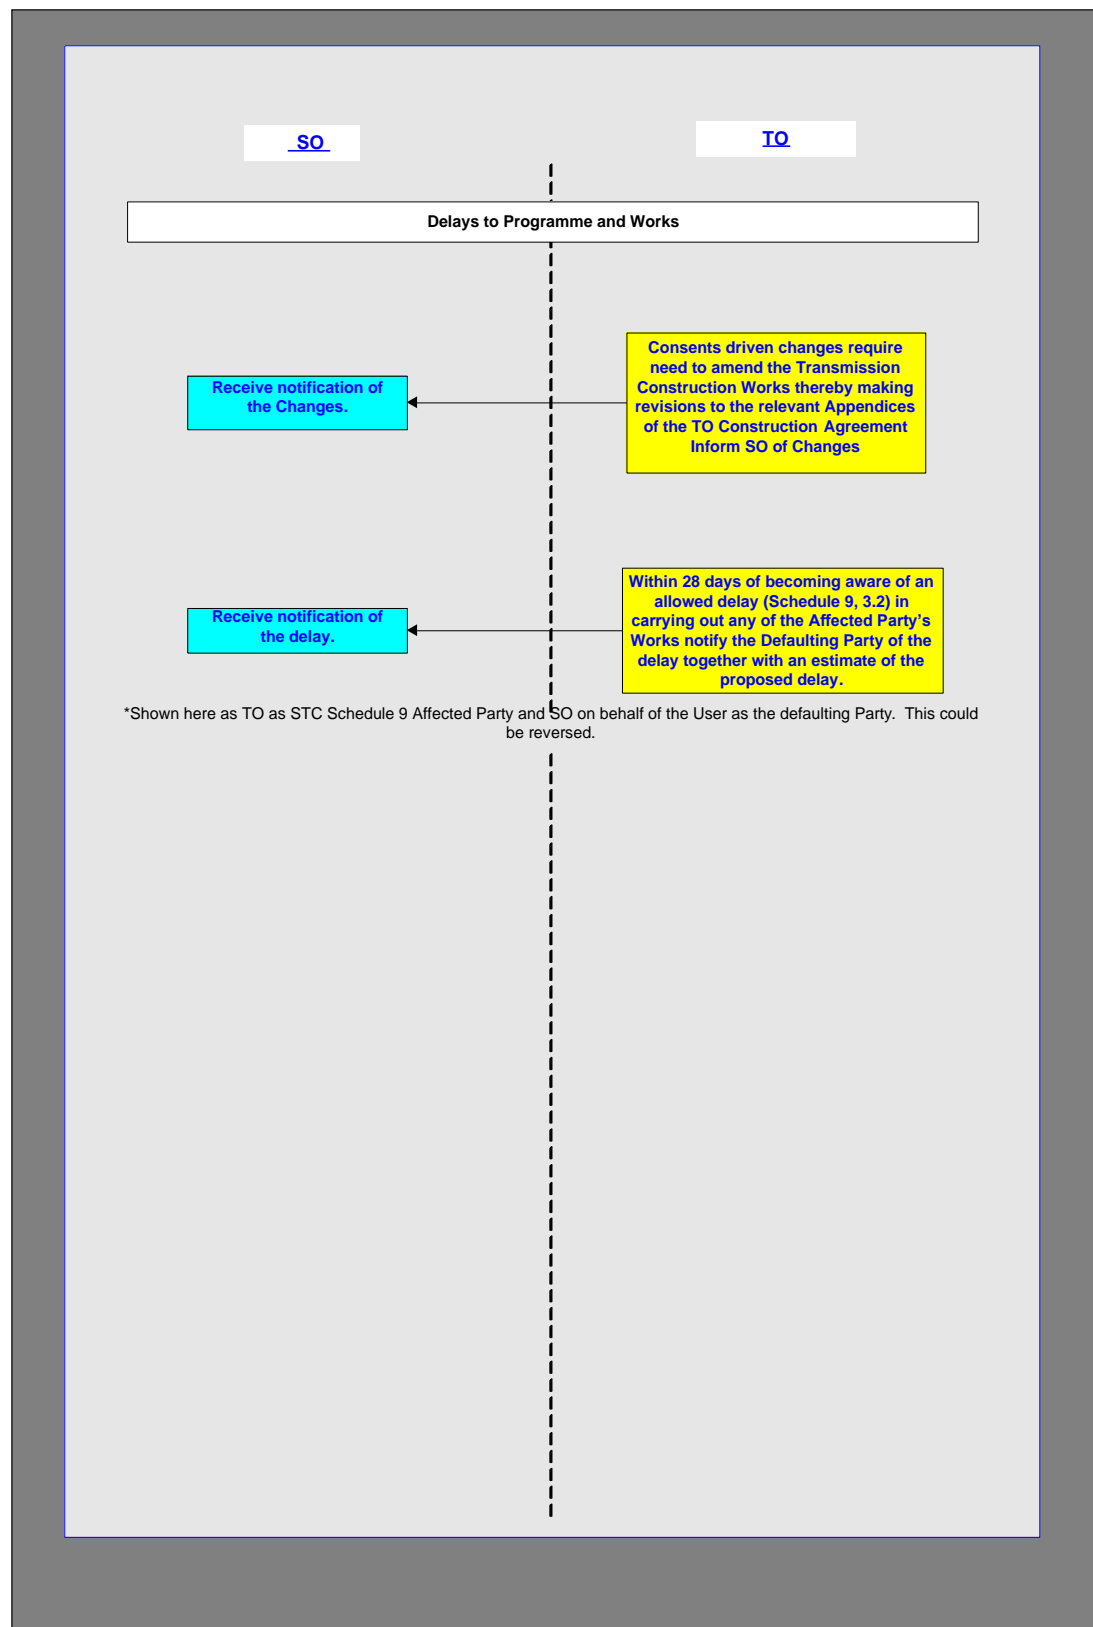 SO
TO
Delays to Programme and Works
Consents driven changes require
need to amend the Transmission
Construction Works thereby making
revisions to the relevant Appendices
of the TO Construction Agreement
Inform SO of Changes
Receive notification of
the Changes.
Within 28 days of becoming aware of an
allowed delay (Schedule 9, 3.2) in
carrying out any of the Affected Party's
Works notify the Defaulting Party of the
delay together with an estimate of the
proposed delay.
Receive notification of
the delay.
*Shown here as TO as STC Schedule 9 Affected Party and SO on behalf of the User as the defaulting Party.  This could
be reversed.